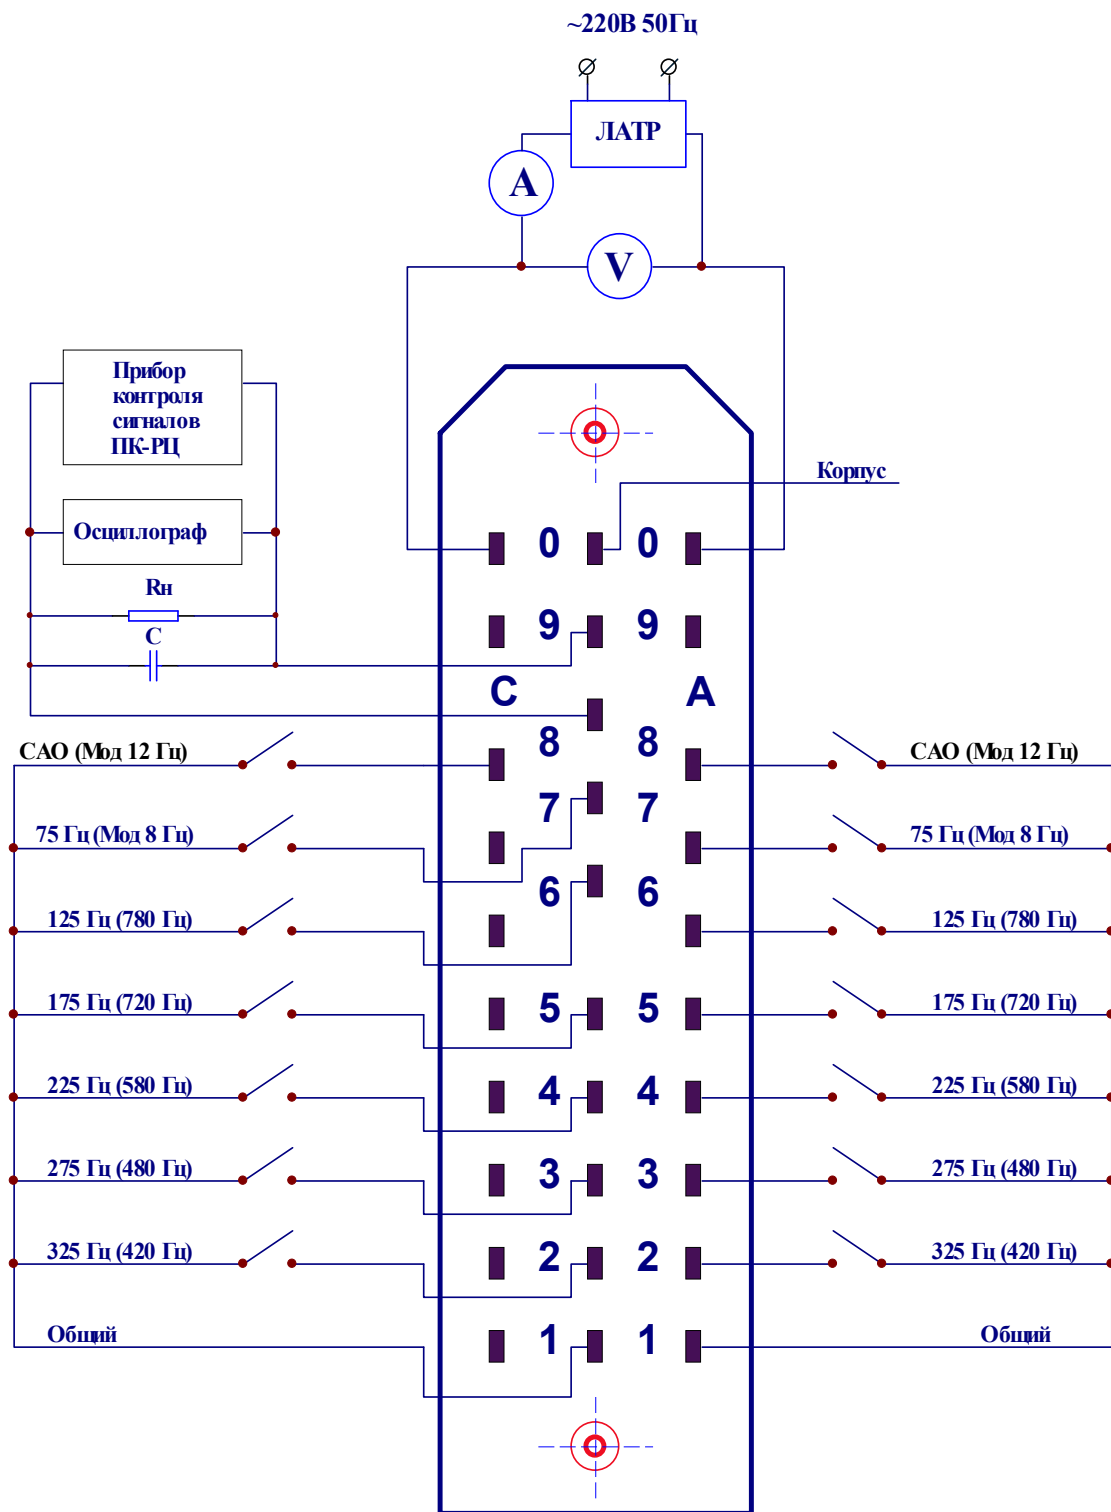 ~220В 50Гц
ЛАТР
А
V
Прибор
контроля
сигналов
ПК-РЦ
Корпус
Осциллограф
0 0
Rн
9 9
С
С А
8 8
САО (Мод 12 Гц) САО (Мод 12 Гц)
7 7
75 Гц (Мод 8 Гц) 75 Гц (Мод 8 Гц)
6 6
125 Гц (780 Гц) 125 Гц (780 Гц)
175 Гц (720 Гц) 5 5 175 Гц (720 Гц)
225 Гц (580 Гц) 4 4 225 Гц (580 Гц)
275 Гц (480 Гц) 3 3 275 Гц (480 Гц)
325 Гц (420 Гц) 2 2 325 Гц (420 Гц)
Общий 1 1 Общий